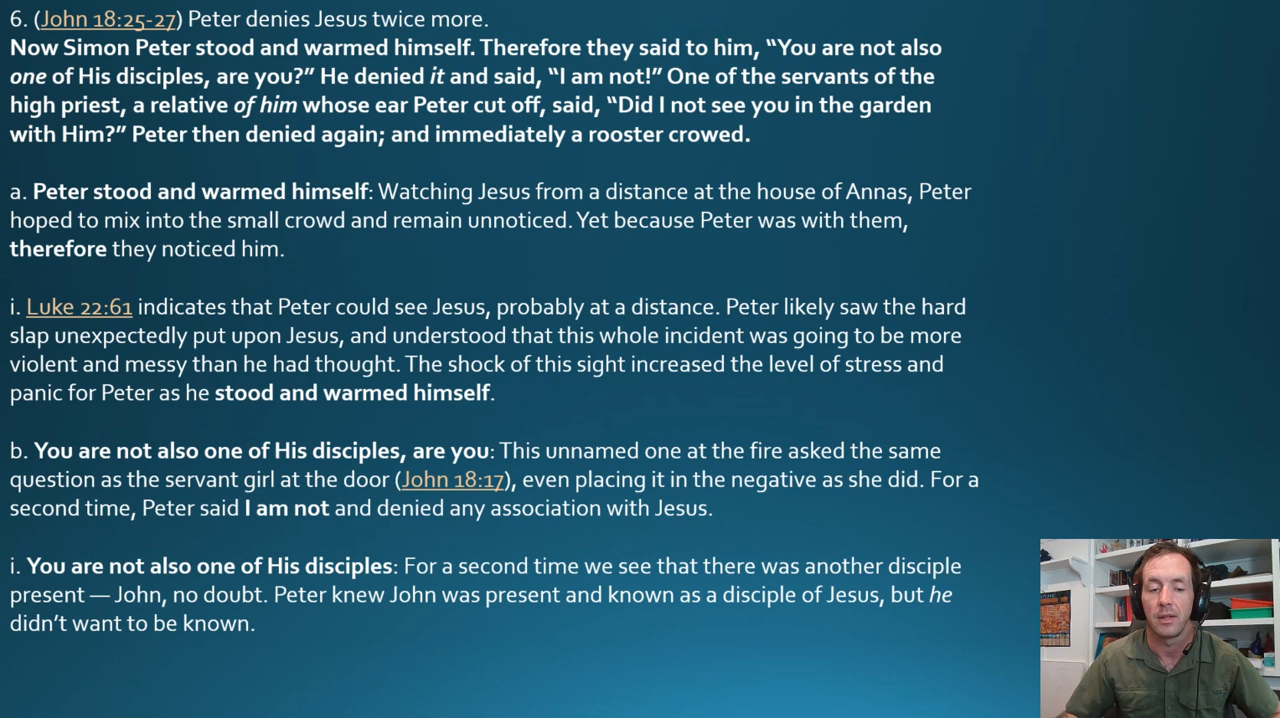 6. (John 18:25-27) Peter denies Jesus twice more.
Now Simon Peter stood and warmed himself. Therefore they said to him, “You are not also
one of His disciples, are you?” He denied it and said, “I am not!” One of the servants of the
high priest, a relative of him whose ear Peter cut off, said, “Did I not see you in the garden
with Him?” Peter then denied again; and immediately a rooster crowed.
a. Peter stood and warmed himself: Watching Jesus from a distance at the house of Annas, Peter
hoped to mix into the small crowd and remain unnoticed. Yet because Peter was with them,
therefore they noticed him.
i. Luke 22:61 indicates that Peter could see Jesus, probably at a distance. Peter likely saw the hard
slap unexpectedly put upon Jesus, and understood that this whole incident was going to be more
violent and messy than he had thought. The shock of this sight increased the level of stress and
panic for Peter as he stood and warmed himself.
b. You are not also one of His disciples, are you: This unnamed one at the fire asked the same
question as the servant girl at the door (John 18:17), even placing it in the negative as she did. For a
second time, Peter said I am not and denied any association with Jesus.
i. You are not also one of His disciples: For a second time we see that there was another disciple
present — John, no doubt. Peter knew John was present and known as a disciple of Jesus, but he
didn’t want to be known.